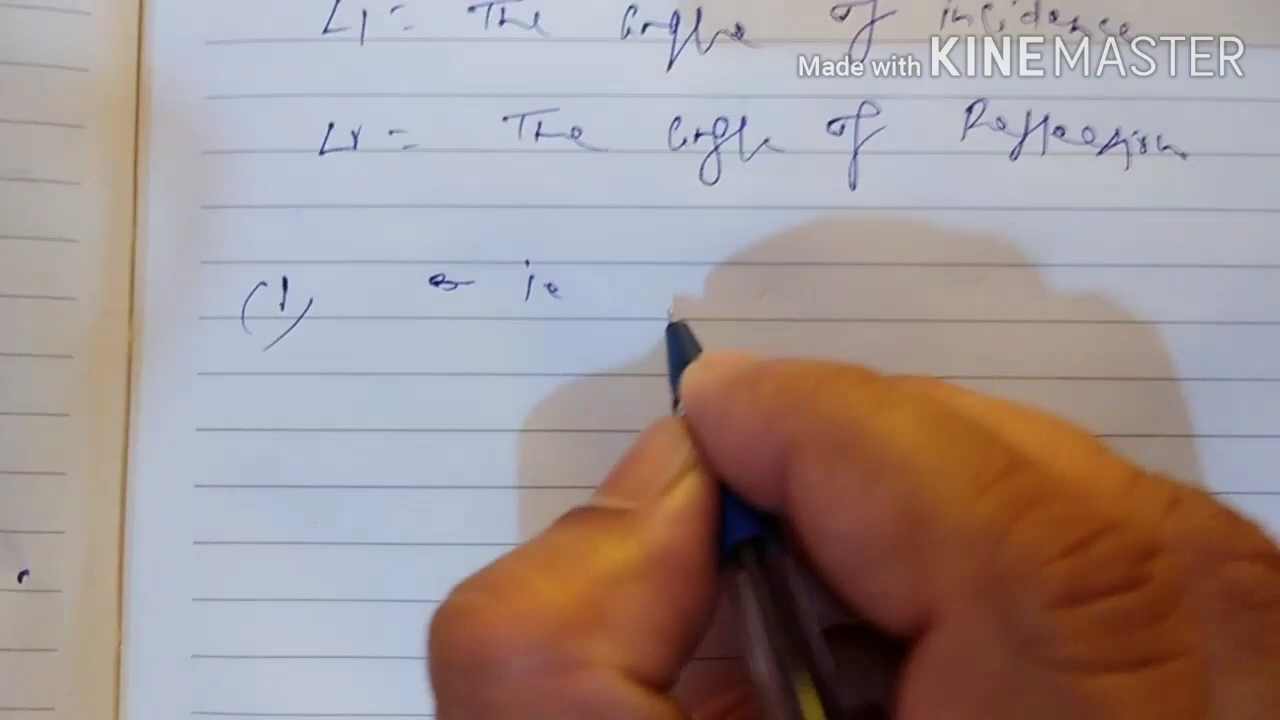 ∠i = The angle of incidence
Made with KINEMASTER
∠r = The angle of Reflection
(1)